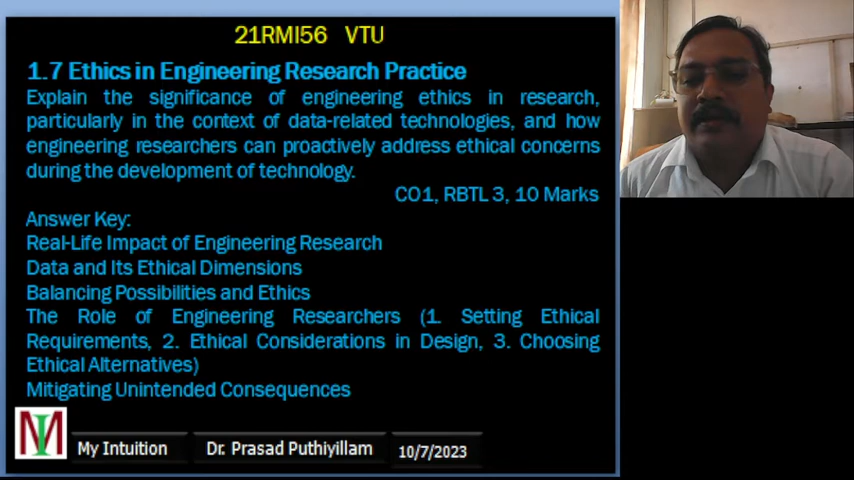 21RMI56 VTU
1.7 Ethics in Engineering Research Practice
Explain the significance of engineering ethics in research,
particularly in the context of data-related technologies, and how
engineering researchers can proactively address ethical concerns
during the development of technology.
CO1, RBTL 3, 10 Marks
Answer Key:
Real-Life Impact of Engineering Research
Data and Its Ethical Dimensions
Balancing Possibilities and Ethics
The Role of Engineering Researchers (1. Setting Ethical
Requirements, 2. Ethical Considerations in Design, 3. Choosing
Ethical Alternatives)
Mitigating Unintended Consequences
MI
My Intuition
Dr. Prasad Puthiyillam
10/7/2023